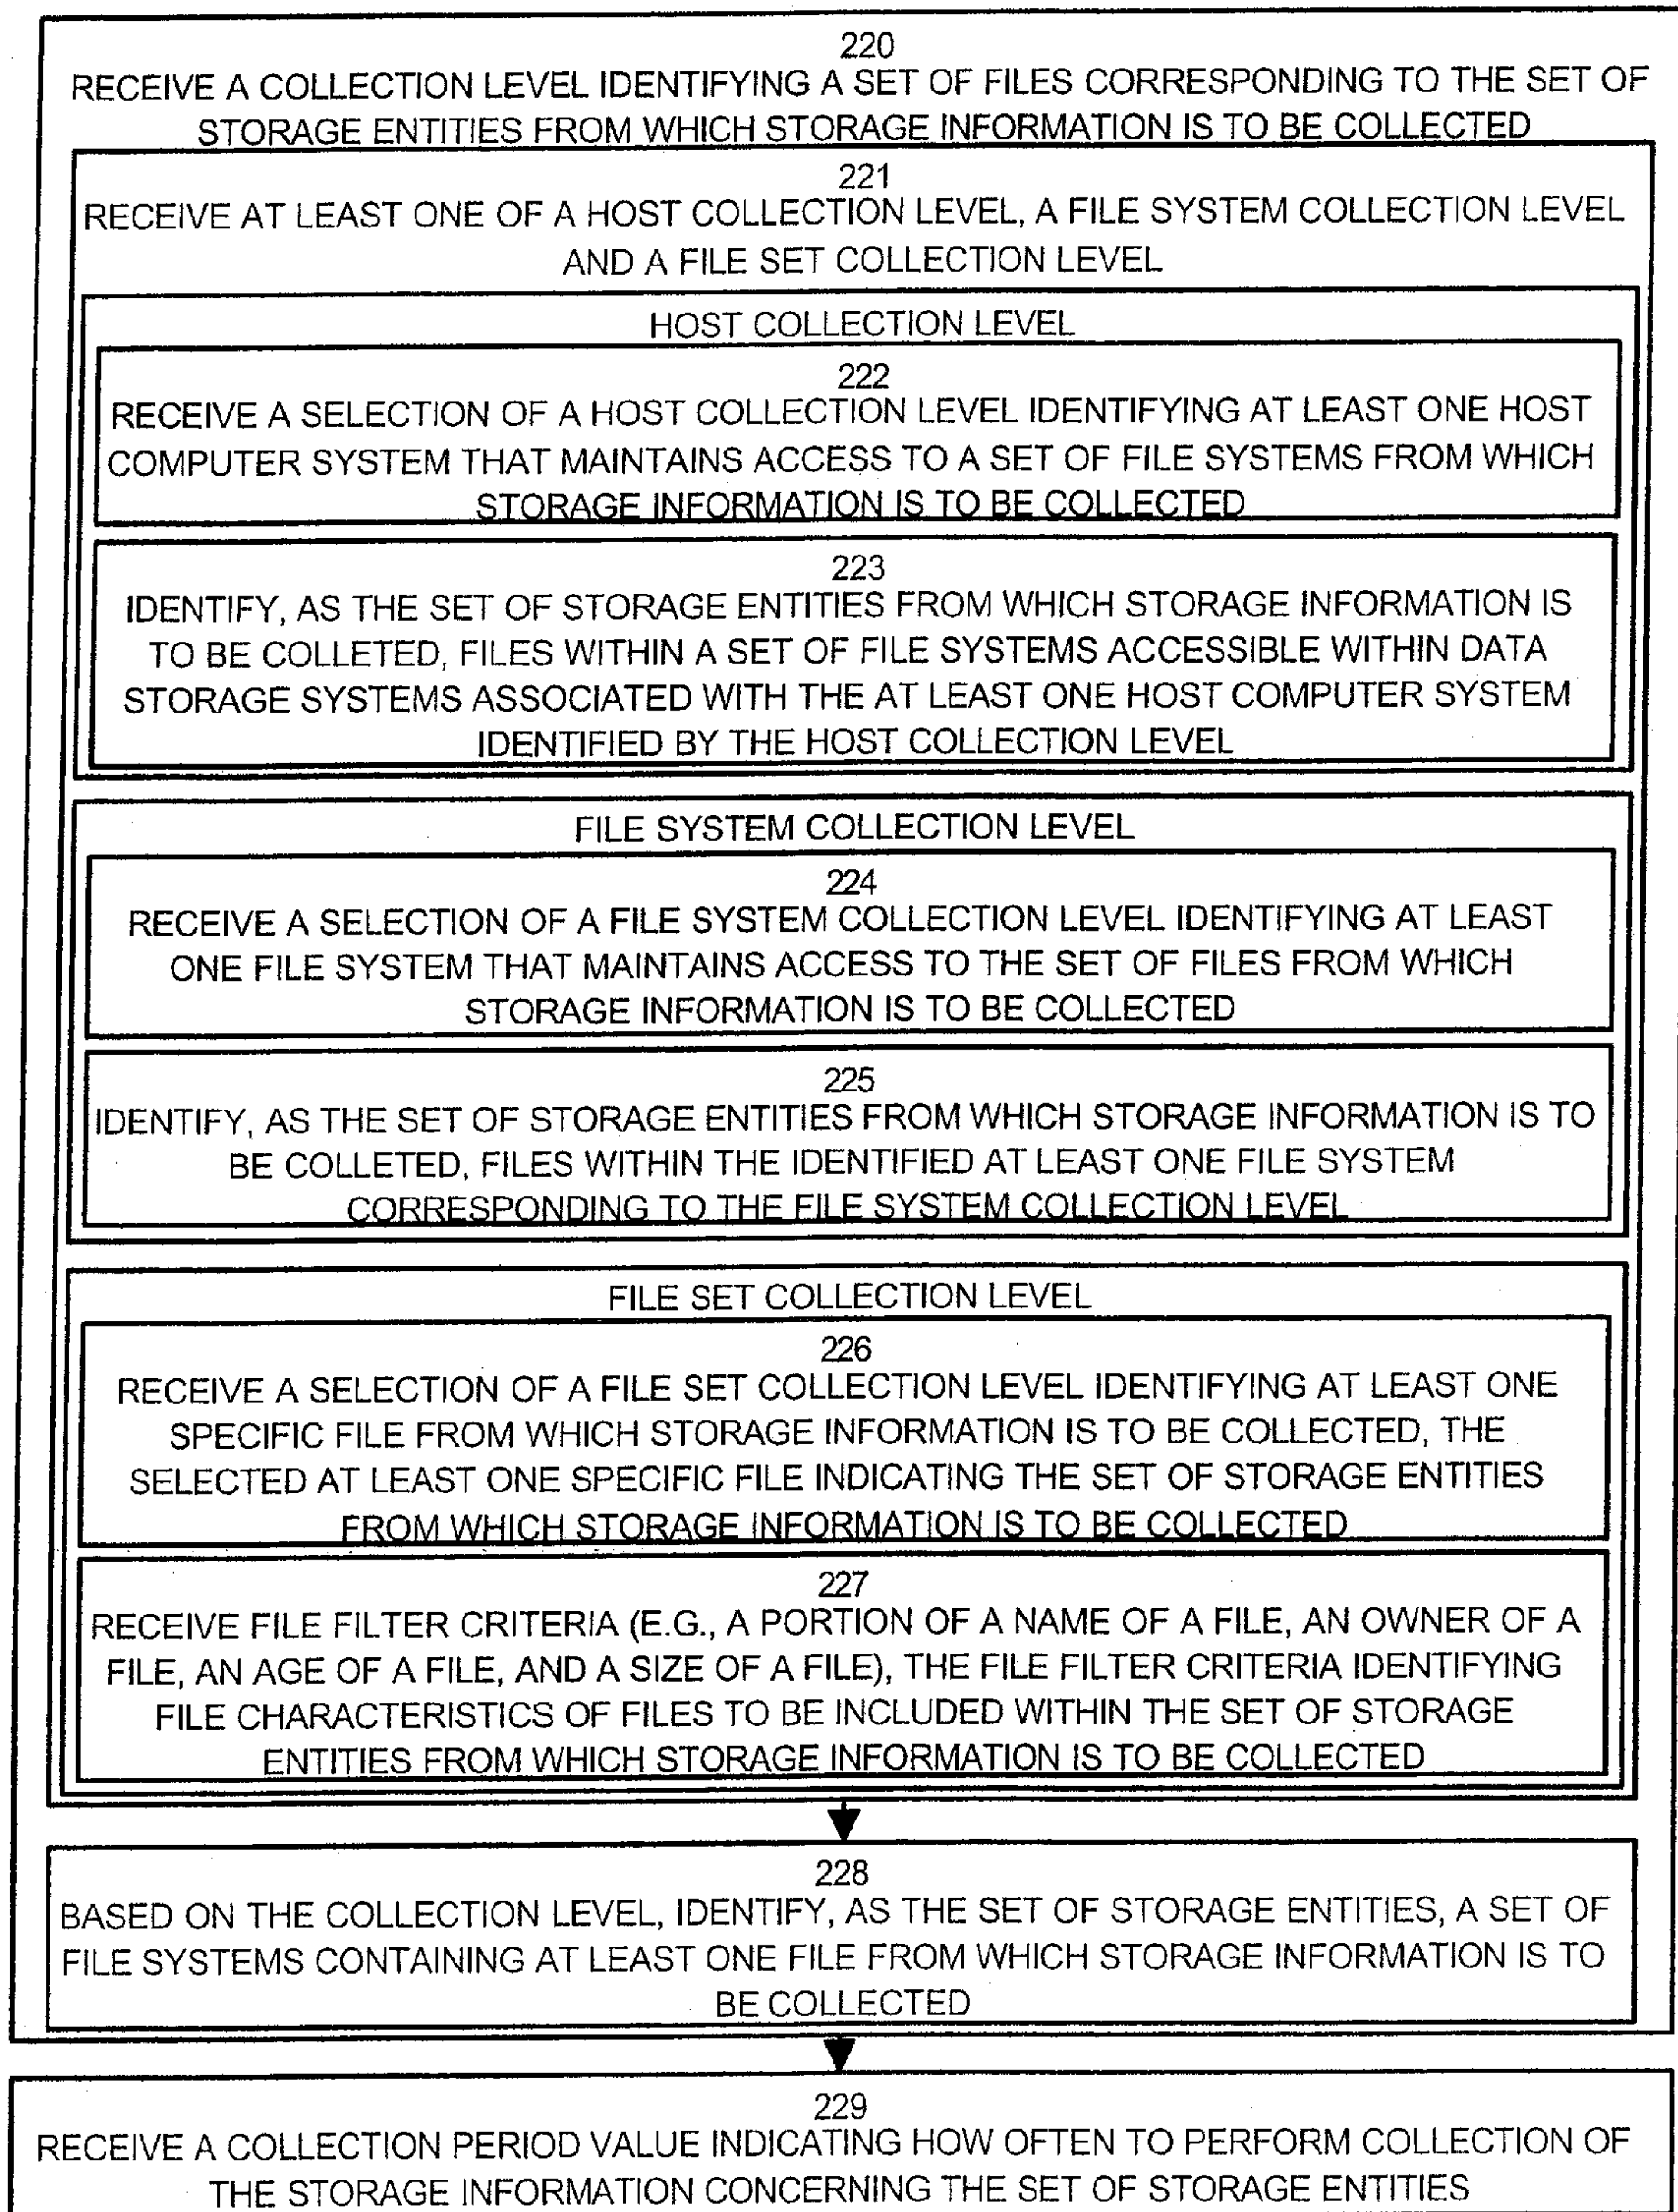 220
RECEIVE A COLLECTION LEVEL IDENTIFYING A SET OF FILES CORRESPONDING TO THE SET OF
STORAGE ENTITIES FROM WHICH STORAGE INFORMATION IS TO BE COLLECTED
221
RECEIVE AT LEAST ONE OF A HOST COLLECTION LEVEL, A FILE SYSTEM COLLECTION LEVEL
AND A FILE SET COLLECTION LEVEL
HOST COLLECTION LEVEL
222
RECEIVE A SELECTION OF A HOST COLLECTION LEVEL IDENTIFYING AT LEAST ONE HOST
COMPUTER SYSTEM THAT MAINTAINS ACCESS TO A SET OF FILE SYSTEMS FROM WHICH
STORAGE INFORMATION IS TO BE COLLECTED
223
IDENTIFY, AS THE SET OF STORAGE ENTITIES FROM WHICH STORAGE INFORMATION IS
TO BE COLLETED, FILES WITHIN A SET OF FILE SYSTEMS ACCESSIBLE WITHIN DATA
STORAGE SYSTEMS ASSOCIATED WITH THE AT LEAST ONE HOST COMPUTER SYSTEM
IDENTIFIED BY THE HOST COLLECTION LEVEL
FILE SYSTEM COLLECTION LEVEL
224
RECEIVE A SELECTION OF A FILE SYSTEM COLLECTION LEVEL IDENTIFYING AT LEAST
ONE FILE SYSTEM THAT MAINTAINS ACCESS TO THE SET OF FILES FROM WHICH
STORAGE INFORMATION IS TO BE COLLECTED
225
IDENTIFY, AS THE SET OF STORAGE ENTITIES FROM WHICH STORAGE INFORMATION IS TO
BE COLLETED, FILES WITHIN THE IDENTIFIED AT LEAST ONE FILE SYSTEM
CORRESPONDING TO THE FILE SYSTEM COLLECTION LEVEL
FILE SET COLLECTION LEVEL
226
RECEIVE A SELECTION OF A FILE SET COLLECTION LEVEL IDENTIFYING AT LEAST ONE
SPECIFIC FILE FROM WHICH STORAGE INFORMATION IS TO BE COLLECTED, THE
SELECTED AT LEAST ONE SPECIFIC FILE INDICATING THE SET OF STORAGE ENTITIES
FROM WHICH STORAGE INFORMATION IS TO BE COLLECTED
227
RECEIVE FILE FILTER CRITERIA (E.G., A PORTION OF A NAME OF A FILE, AN OWNER OF A
FILE, AN AGE OF A FILE, AND A SIZE OF A FILE), THE FILE FILTER CRITERIA IDENTIFYING
FILE CHARACTERISTICS OF FILES TO BE INCLUDED WITHIN THE SET OF STORAGE
ENTITIES FROM WHICH STORAGE INFORMATION IS TO BE COLLECTED
228
BASED ON THE COLLECTION LEVEL, IDENTIFY, AS THE SET OF STORAGE ENTITIES, A SET OF
FILE SYSTEMS CONTAINING AT LEAST ONE FILE FROM WHICH STORAGE INFORMATION IS TO
BE COLLECTED
229
RECEIVE A COLLECTION PERIOD VALUE INDICATING HOW OFTEN TO PERFORM COLLECTION OF
THE STORAGE INFORMATION CONCERNING THE SET OF STORAGE ENTITIES